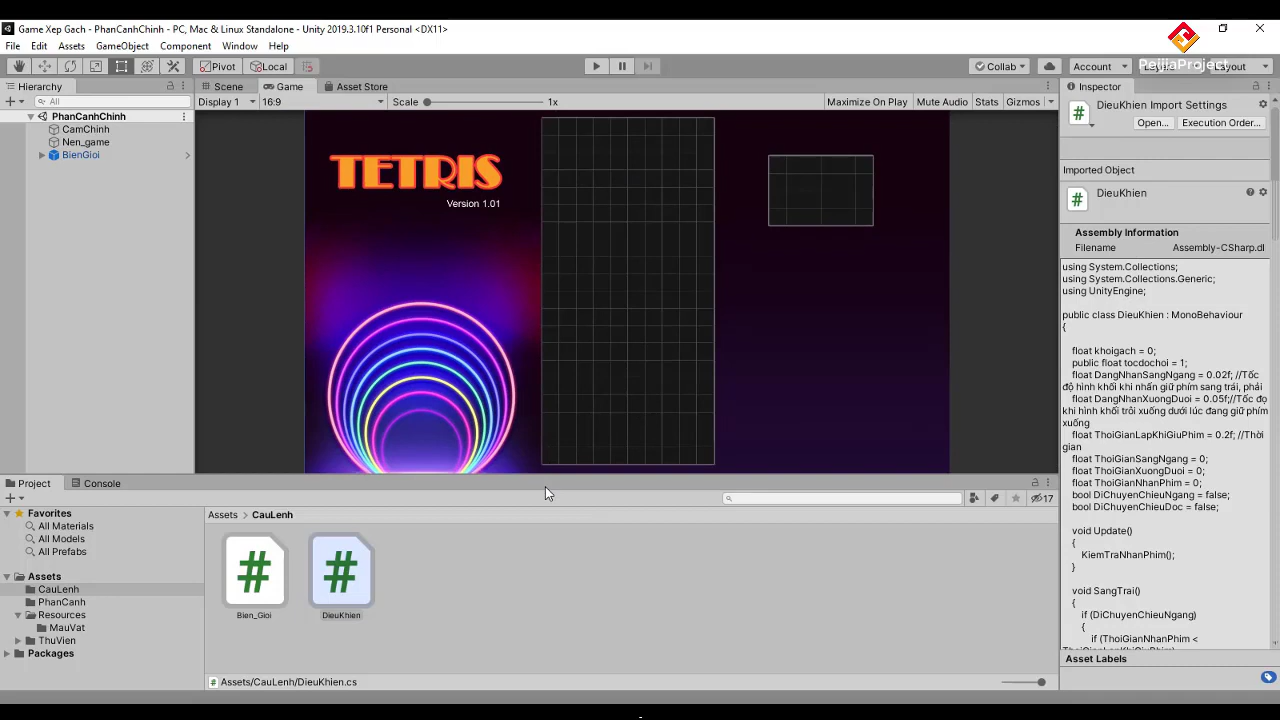 Game Xep Gach - PhanCanhChinh - PC, Mac & Linux Standalone - Unity 2019.3.10f1 Personal <DX11>
File Edit Assets GameObject Component Window Help
Pivot Local Collab Account Layout
PeijiaProject
Hierarchy
All
PhanCanhChinh
CamChinh
Nen_game
BienGioi
Scene Game Asset Store
Display 1 16:9 Scale 1x Maximize On Play Mute Audio Stats Gizmos
TETRIS
Version 1.01
Inspector
DieuKhien Import Settings
Open... Execution Order...
Imported Object
DieuKhien
Assembly Information
Filename Assembly-CSharp.dl
using System.Collections;
using System.Collections.Generic;
using UnityEngine;
public class DieuKhien : MonoBehaviour
{
float khoigach = 0;
public float tocdochoi = 1;
float DangNhanSangNgang = 0.02f; //Tốc
độ hình khối khi nhấn giữ phím sang trái, phải
float DangNhanXuongDuoi = 0.05f;//Tốc đọ
khi hình khối trôi xuống dưới lúc đang giữ phím
xuống
float ThoiGianLapKhiGiuPhim = 0.2f; //Thời
gian
float ThoiGianSangNgang = 0;
float ThoiGianXuongDuoi = 0;
float ThoiGianNhanPhim = 0;
bool DiChuyenChieuNgang = false;
bool DiChuyenChieuDoc = false;
void Update()
{
KiemTraNhanPhim();
}
void SangTrai()
{
if (DiChuyenChieuNgang)
{
if (ThoiGianNhanPhim <
Asset Labels
Project Console
17
Favorites
All Materials
All Models
All Prefabs
Assets
CauLenh
PhanCanh
Resources
MauVat
ThuVien
Packages
Assets > CauLenh
Bien_Gioi
DieuKhien
Assets/CauLenh/DieuKhien.cs